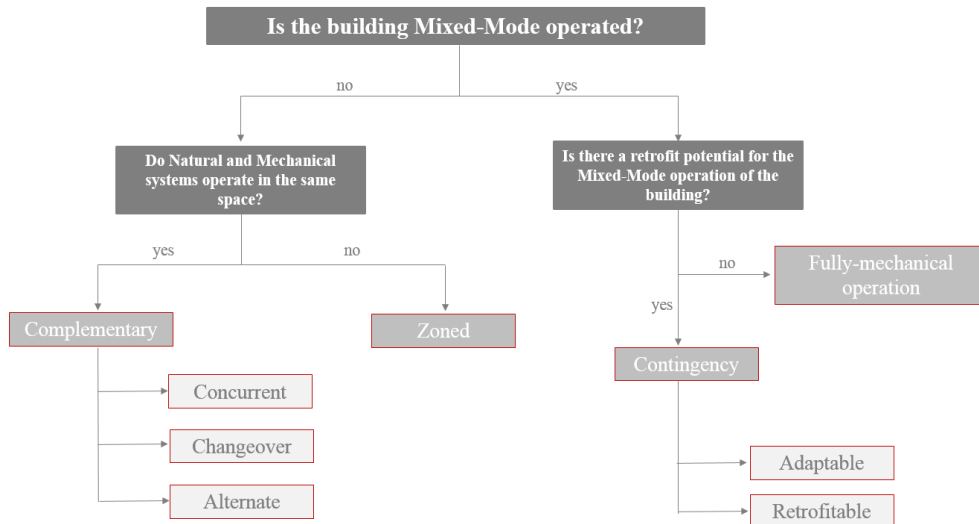 Is the building Mixed-Mode operated?
no
yes
Do Natural and Mechanical
systems operate in the same
space?
Is there a retrofit potential for the
Mixed-Mode operation of the
building?
yes
no
no
Fully-mechanical
operation
yes
Complementary
Zoned
Contingency
Concurrent
Changeover
Adaptable
Alternate
Retrofitable